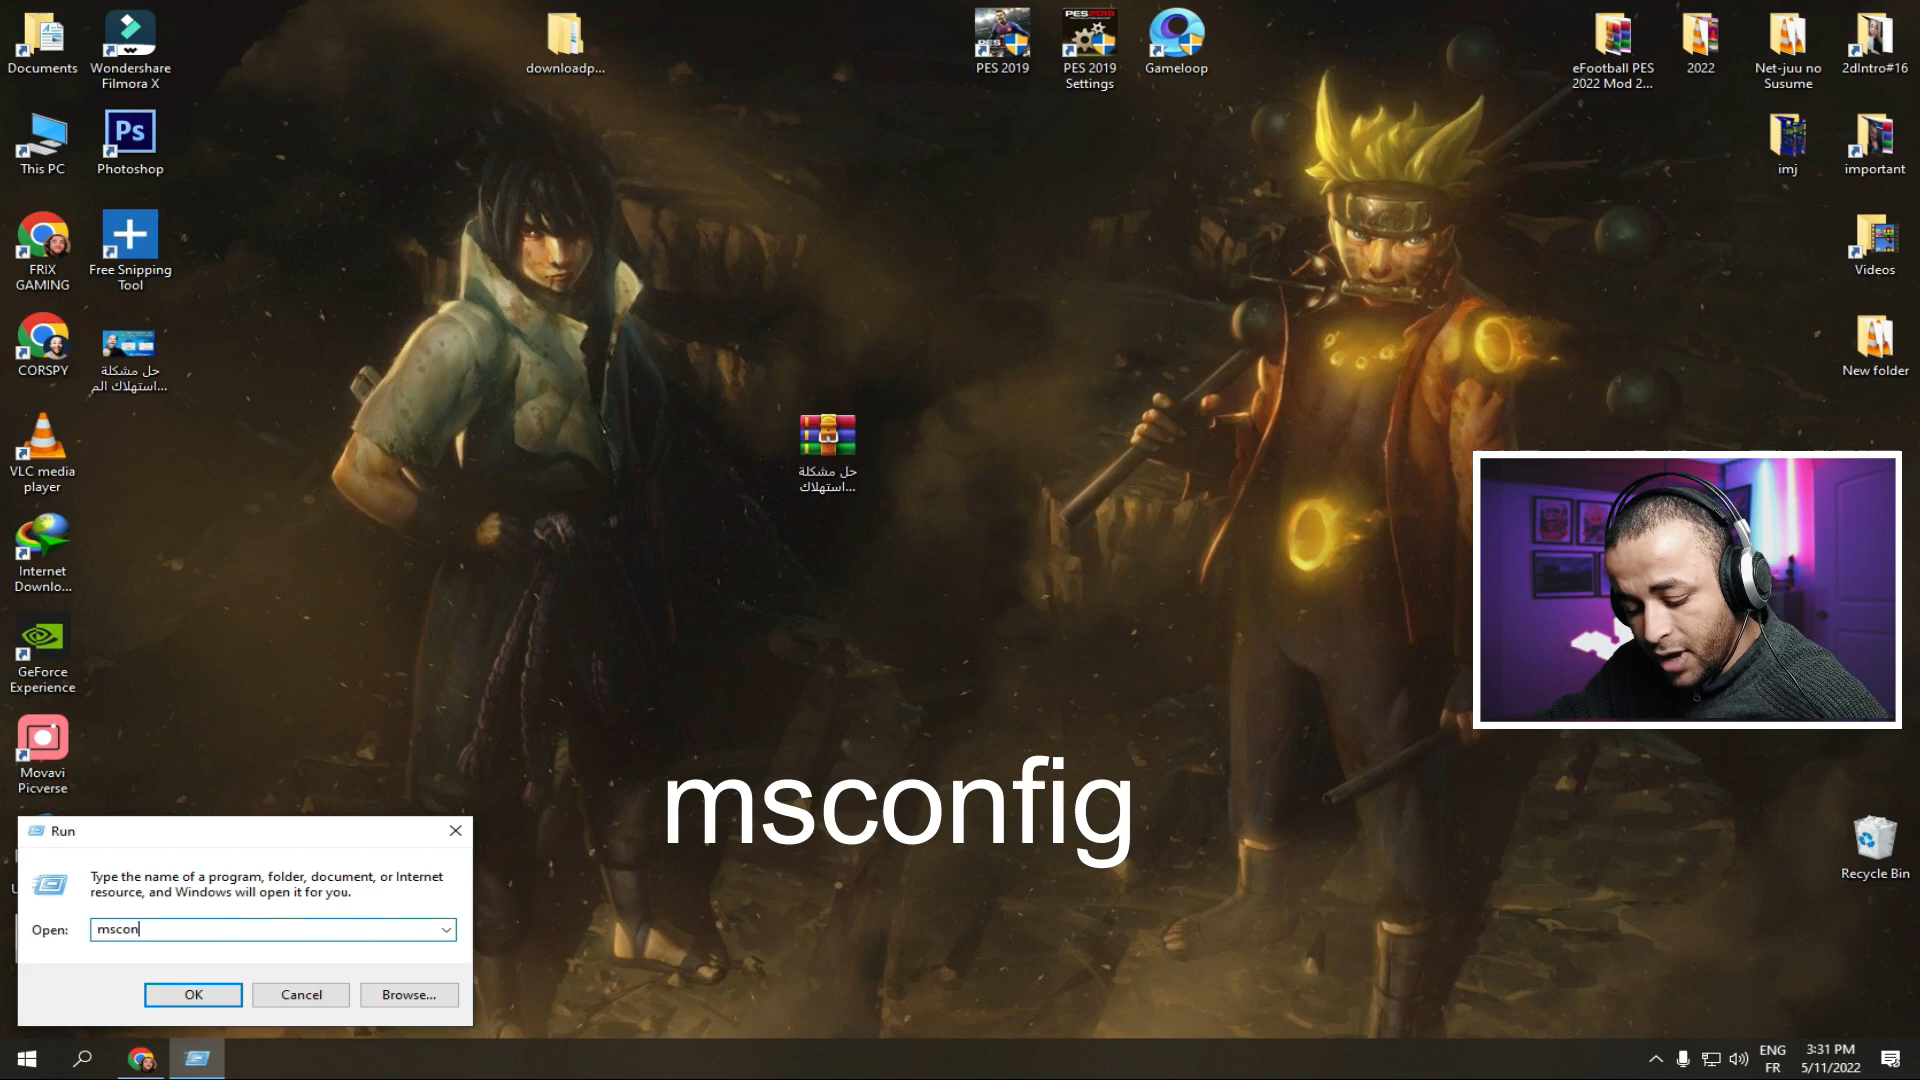 Documents
Wondershare
Filmora X
downloadp...
PES 2019
PES 2019
Settings
Gameloop
eFootball PES
2022 Mod 2...
2022
Net-juu no
Susume
2dIntro#16
This PC
Ps
Photoshop
imj
important
FRIX
GAMING
Free Snipping
Tool
Videos
CORSPY
حل مشكلة
استهلاك الم...
New folder
VLC media
player
حل مشكلة
استهلاك...
Internet
Downlo...
GeForce
Experience
Movavi
Picverse
msconfig
Recycle Bin
Run
Type the name of a program, folder, document, or Internet
resource, and Windows will open it for you.
Open:
mscon
OK
Cancel
Browse...
ENG
FR
3:31 PM
5/11/2022